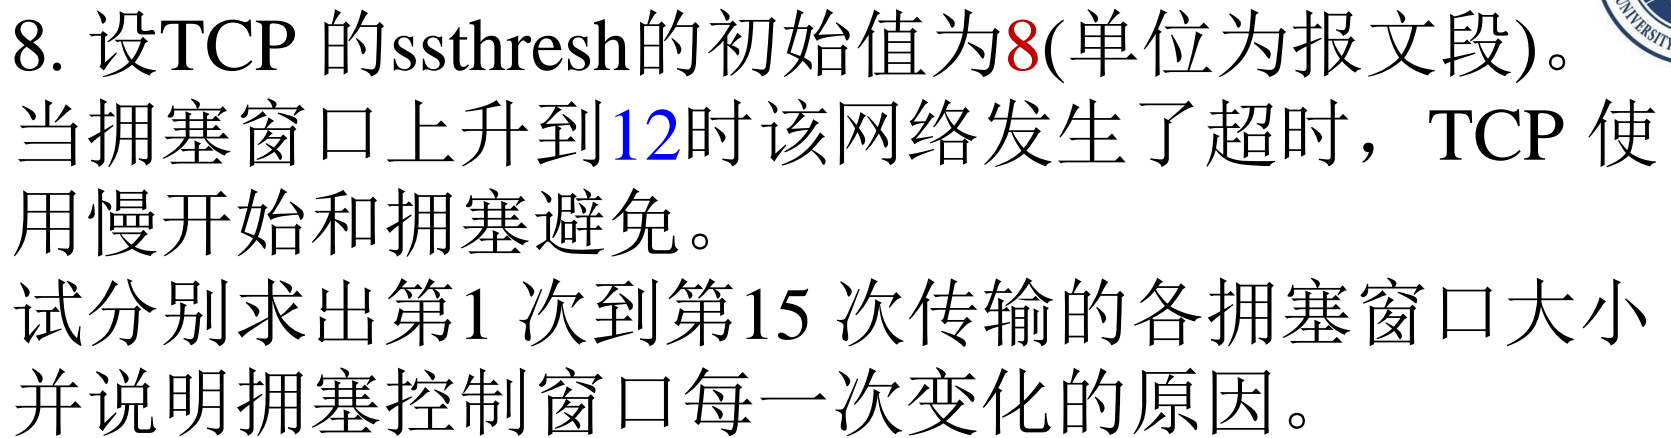 8. 设TCP 的ssthresh的初始值为8(单位为报文段)。
当拥塞窗口上升到12时该网络发生了超时，TCP 使
用慢开始和拥塞避免。
试分别求出第1 次到第15 次传输的各拥塞窗口大小
并说明拥塞控制窗口每一次变化的原因。
UNIVERSITY